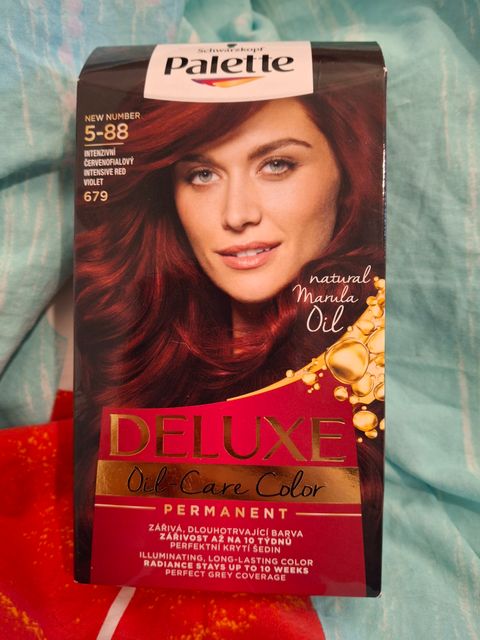 Schwarzkopf
Palette
NEW NUMBER
5-88
INTENZIVNÍ
ČERVENOFIALOVÝ
INTENSIVE RED
VIOLET
679
natural
Marula
Oil
DELUXE
Oil-Care Color
PERMANENT
ZÁŘIVÁ, DLOUHOTRVAJÍCÍ BARVA
ZÁŘIVOST AŽ NA 10 TÝDNŮ
PERFEKTNÍ KRYTÍ ŠEDIN
ILLUMINATING, LONG-LASTING COLOR
RADIANCE STAYS UP TO 10 WEEKS
PERFECT GREY COVERAGE